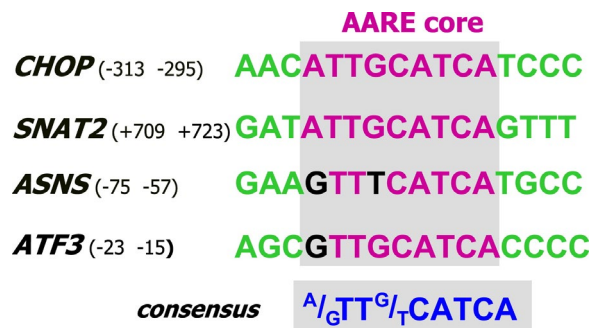 AARE core
CHOP (-313 -295) AACATTGCATCATCCC
SNAT2 (+709 +723) GATATTGCATCAGTTT
ASNS (-75 -57) GAAGTTTCATCATGCC
ATF3 (-23 -15) AGCGTTGCATCACCCC
consensus A/GTTG/TCATCA